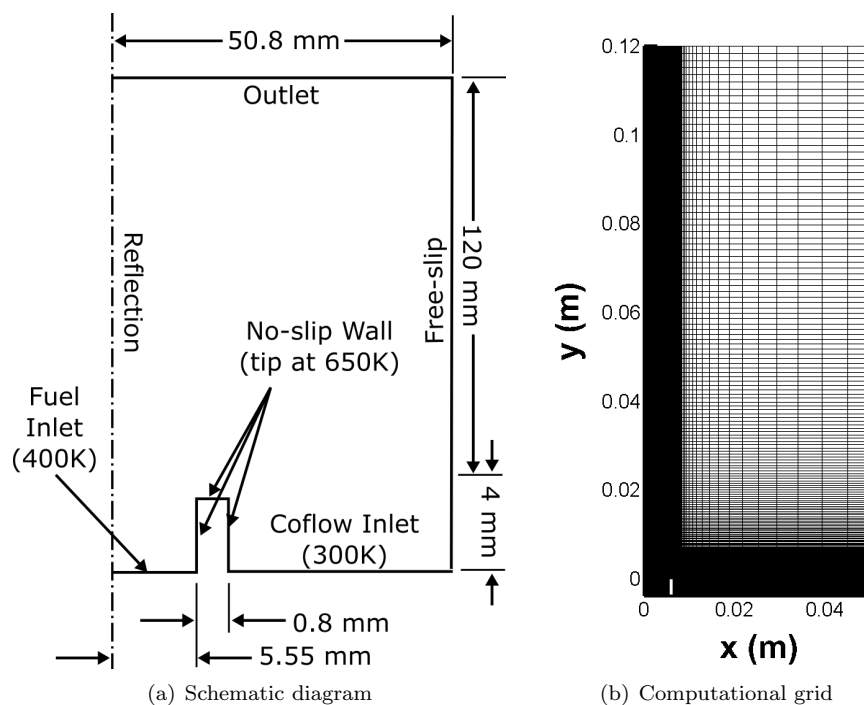 50.8 mm
Outlet
Reflection
Free-slip
120 mm
No-slip Wall
(tip at 650K)
Fuel
Inlet
(400K)
Coflow Inlet
(300K)
4 mm
0.8 mm
5.55 mm
(a) Schematic diagram
0.12
0.1
0.08
0.06
0.04
0.02
0
y (m)
0
0.02
0.04
x (m)
(b) Computational grid